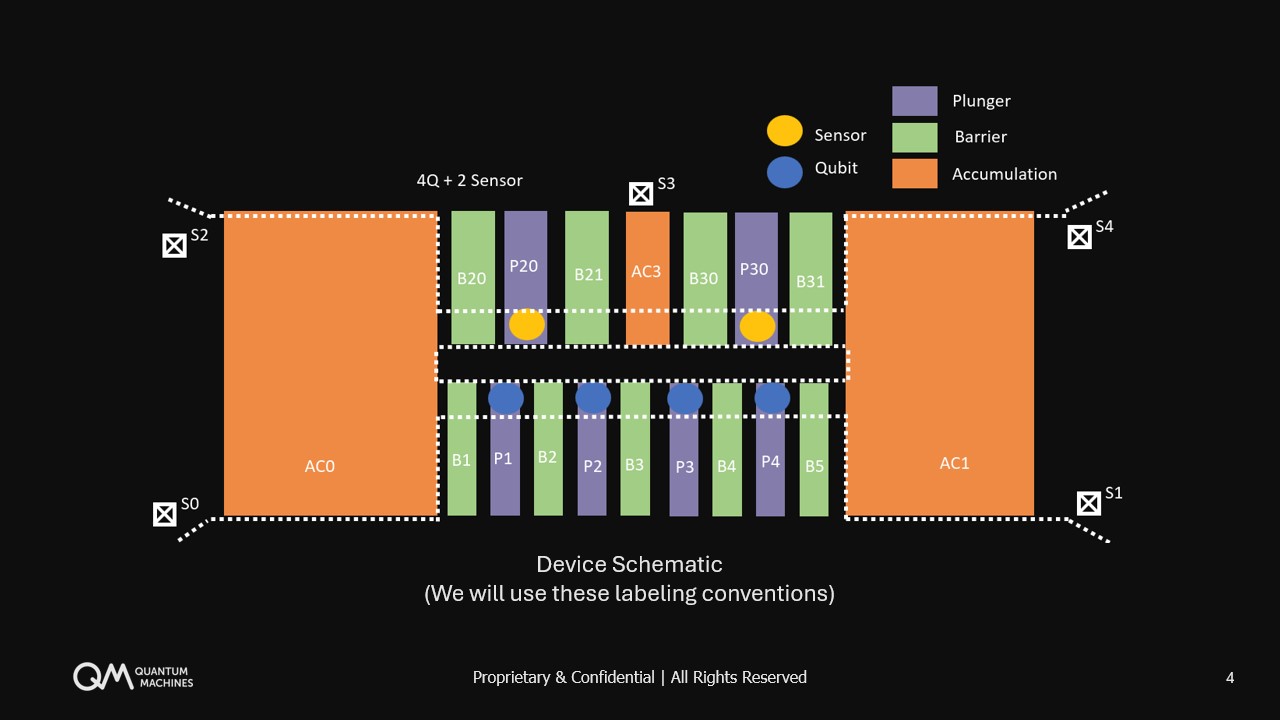 Plunger
Sensor
Barrier
Qubit
Accumulation
4Q + 2 Sensor
S3
S2
S4
B20
P20
B21
AC3
B30
P30
B31
B1
P1
B2
P2
B3
P3
B4
P4
B5
AC0
AC1
S0
S1
Device Schematic
(We will use these labeling conventions)
QM QUANTUM
MACHINES
Proprietary & Confidential | All Rights Reserved
4